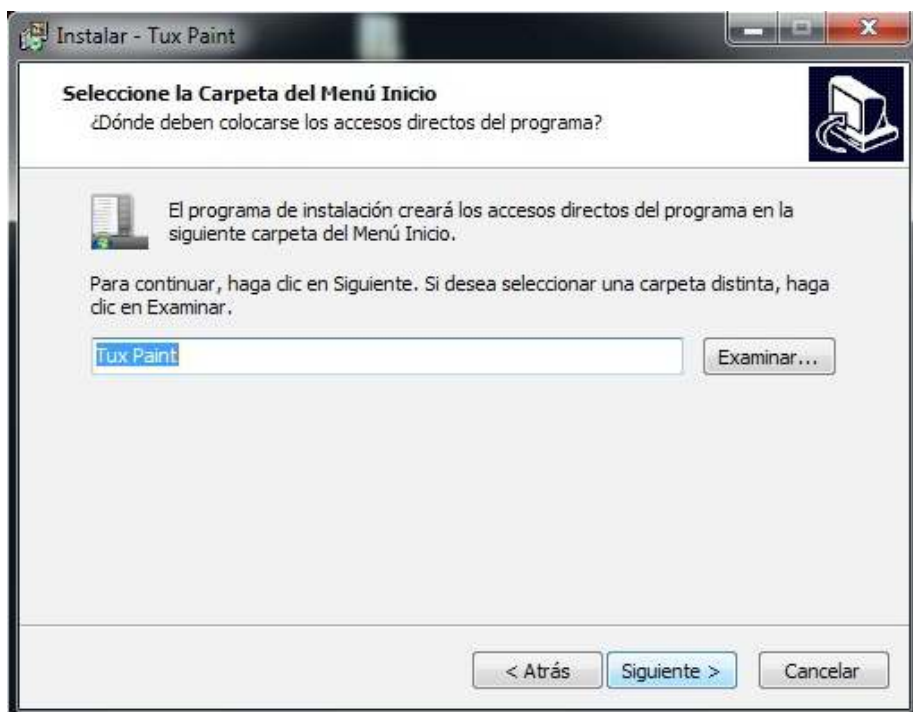 Instalar - Tux Paint
Seleccione la Carpeta del Menú Inicio
¿Dónde deben colocarse los accesos directos del programa?
El programa de instalación creará los accesos directos del programa en la
siguiente carpeta del Menú Inicio.
Para continuar, haga clic en Siguiente. Si desea seleccionar una carpeta distinta, haga
clic en Examinar.
Tux Paint
Examinar...
< Atrás
Siguiente >
Cancelar